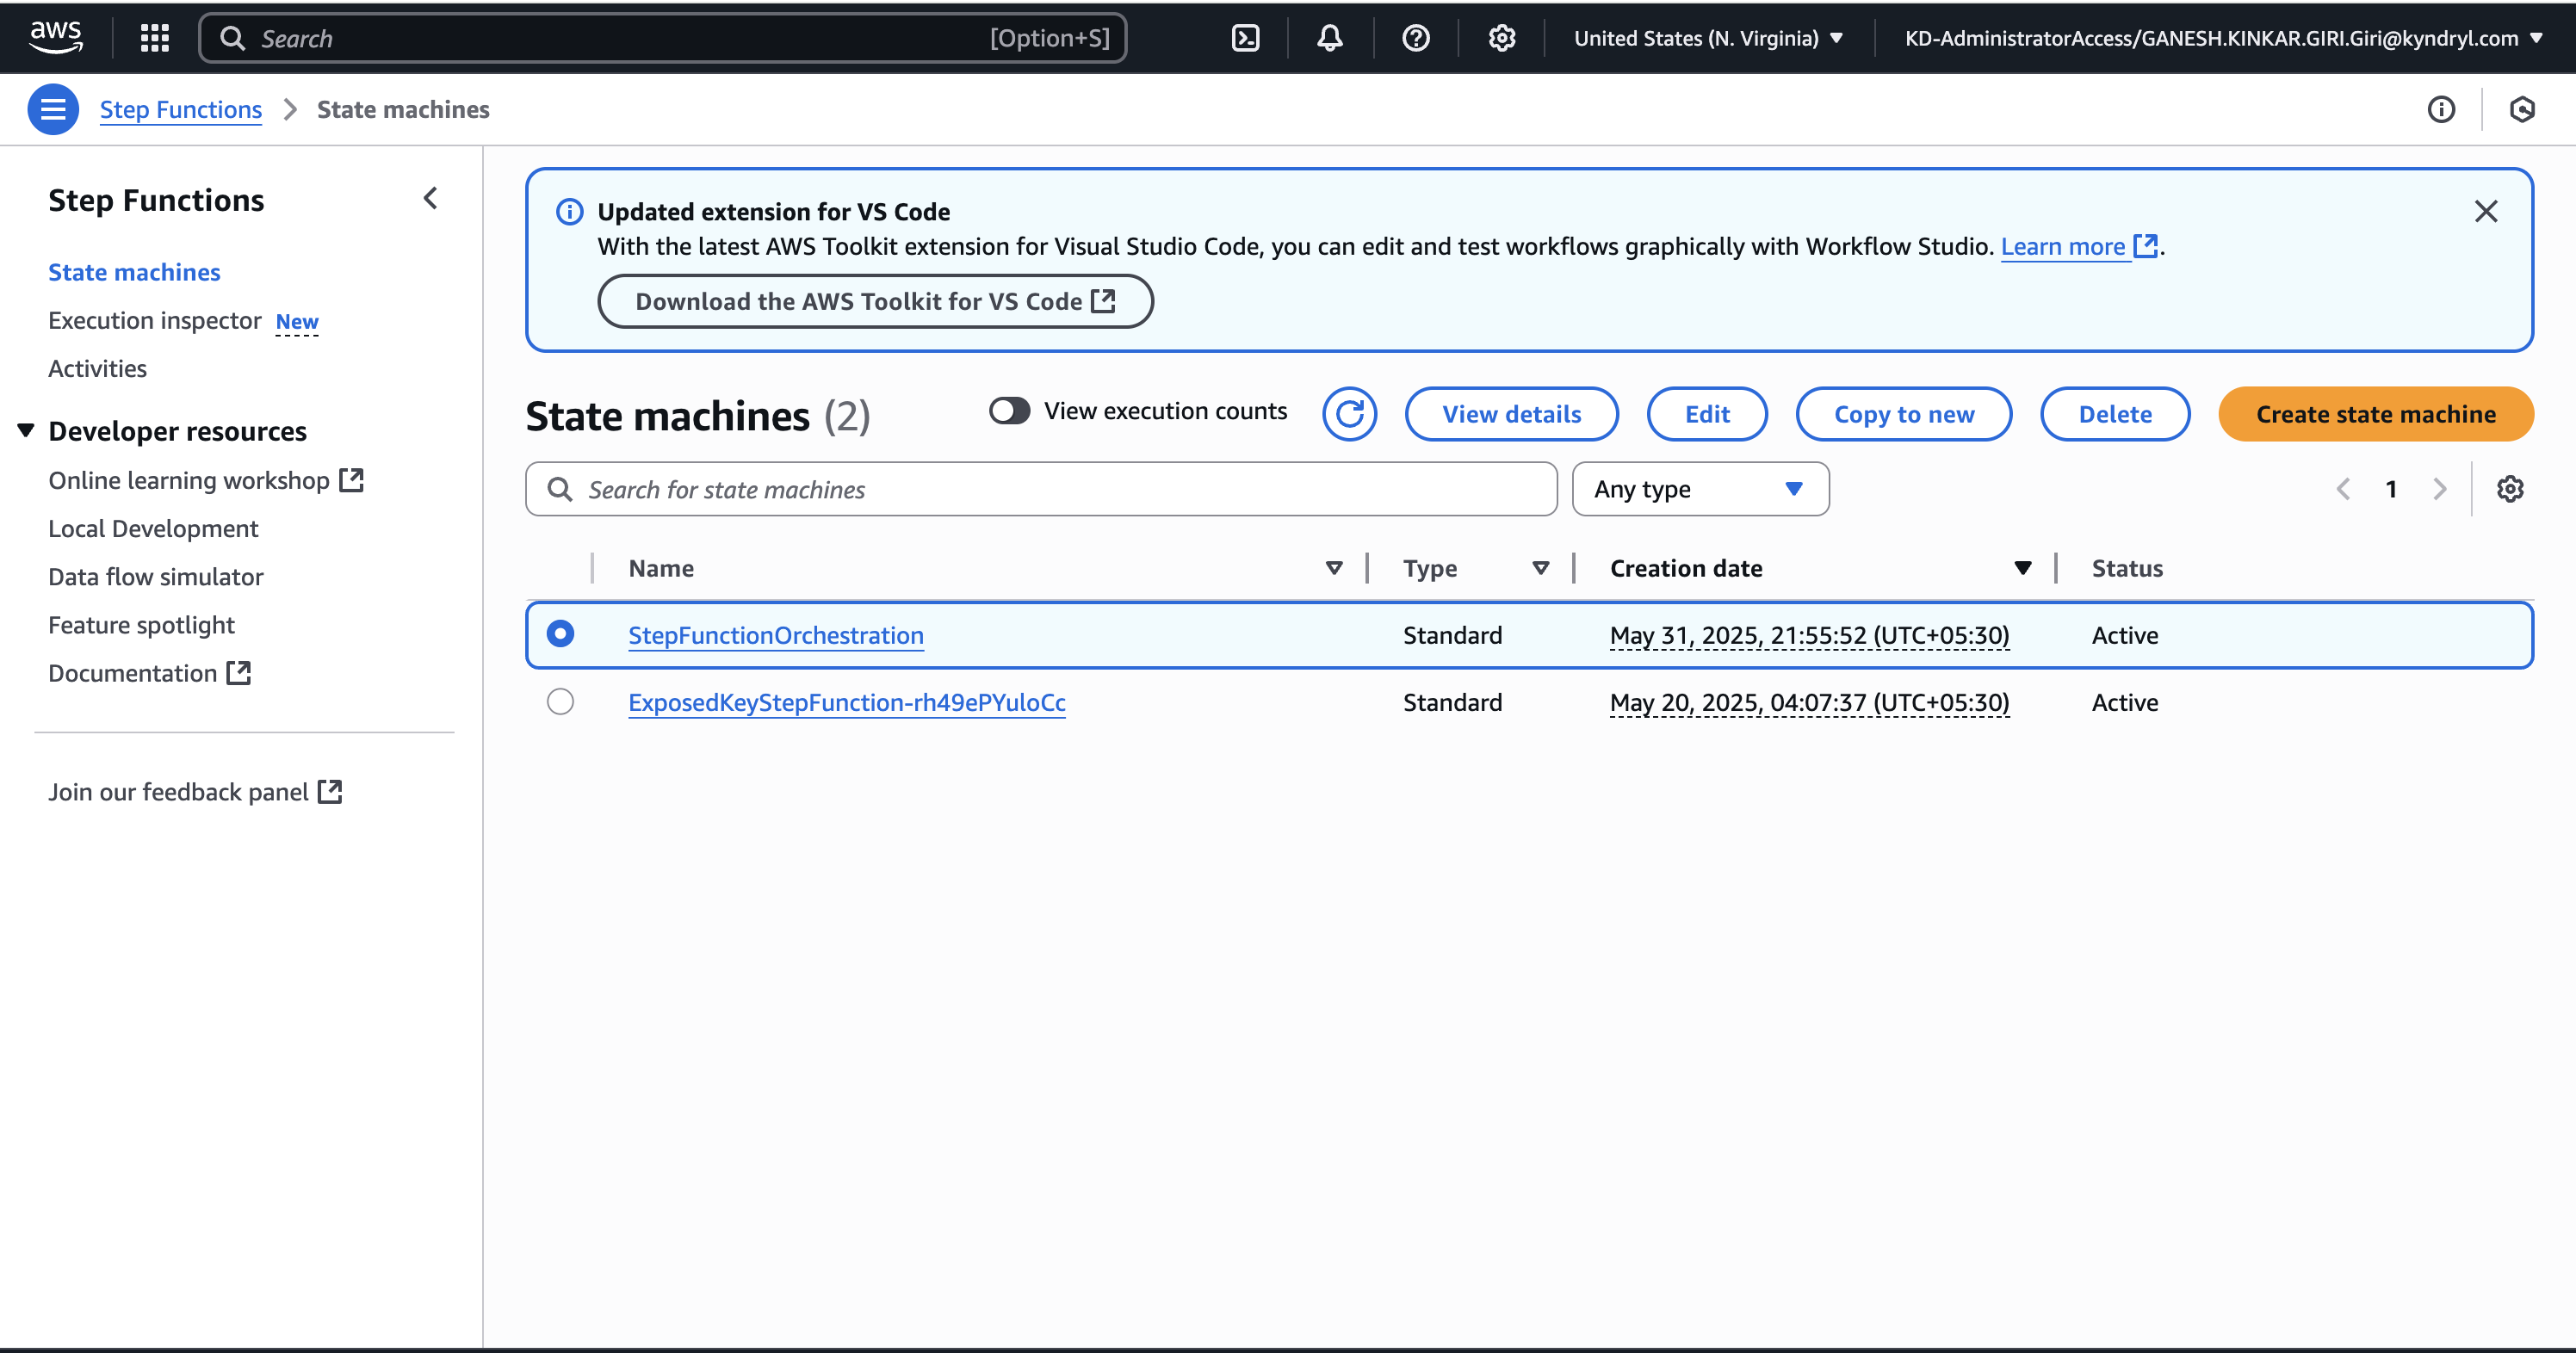 aws
Search [Option+S]
United States (N. Virginia)
KD-AdministratorAccess/GANESH.KINKAR.GIRI.Giri@kyndryl.com
Step Functions
State machines
Step Functions
State machines
Execution inspector New
Activities
Developer resources
Online learning workshop
Local Development
Data flow simulator
Feature spotlight
Documentation
Join our feedback panel
Updated extension for VS Code
With the latest AWS Toolkit extension for Visual Studio Code, you can edit and test workflows graphically with Workflow Studio. Learn more.
Download the AWS Toolkit for VS Code
State machines (2)
View execution counts
View details
Edit
Copy to new
Delete
Create state machine
Search for state machines
Any type
1
Name Type Creation date Status
StepFunctionOrchestration Standard May 31, 2025, 21:55:52 (UTC+05:30) Active
ExposedKeyStepFunction-rh49ePYuloCc Standard May 20, 2025, 04:07:37 (UTC+05:30) Active